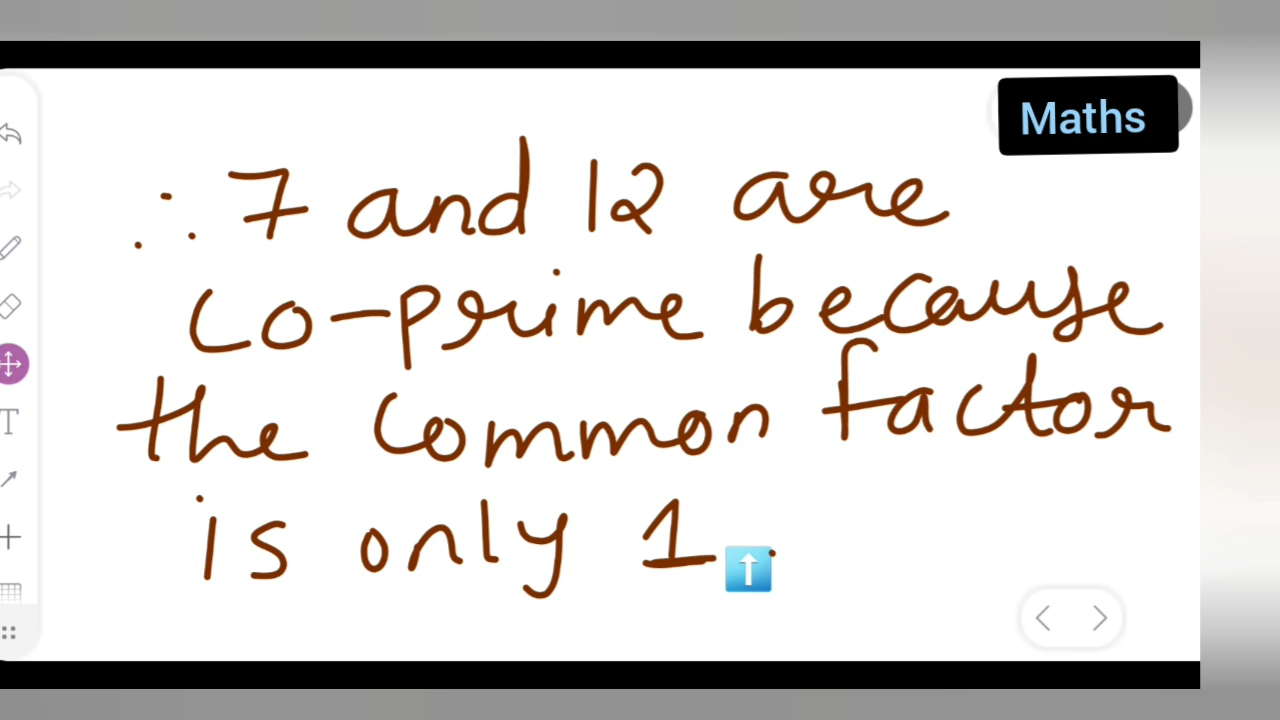 Maths
∴ 7 and 12 are
co-prime because
the common factor
is only 1.